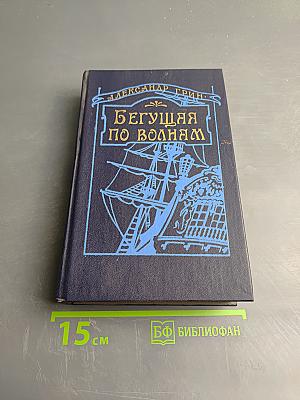 АЛЕКСАНДР ГРИН
БЕГУЩАЯ
ПО ВОЛНАМ
15 см
БФ БИБЛИОФАН